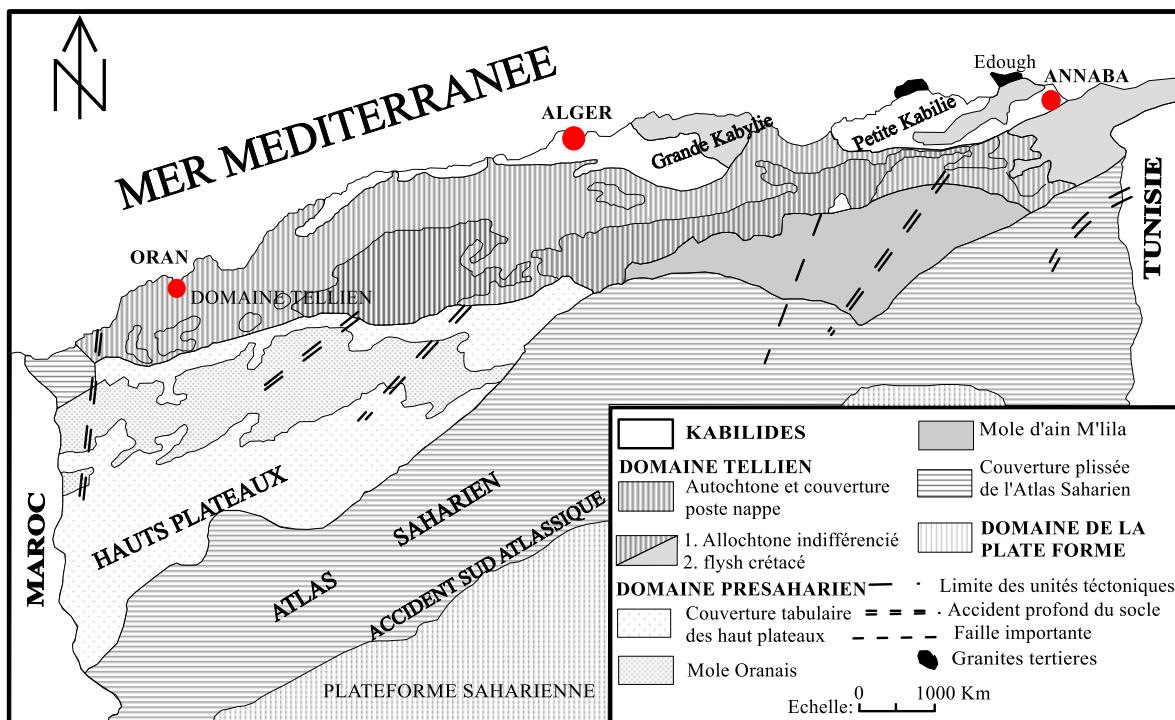 N
MER MEDITERRANEE
Edough
ANNABA
ALGER
Grande Kabylie
Petite Kabilie
ORAN
DOMAINE TELLIEN
TUNISIE
MAROC
HAUTS PLATEAUX
ATLAS
SAHARIEN
ACCIDENT SUD ATLASSIQUE
PLATEFORME SAHARIENNE
KABILIDES
DOMAINE TELLIEN
Autochtone et couverture
poste nappe
1. Allochtone indifférencié
2. flysh crétacé
DOMAINE PRESAHARIEN
Couverture tabulaire
des haut plateaux
Mole Oranais
Mole d'ain M'lila
Couverture plissée
de l'Atlas Saharien
DOMAINE DE LA
PLATE FORME
Limite des unités téctoniques
Accident profond du socle
Faille importante
Granites tertieres
Echelle: 0 1000 Km